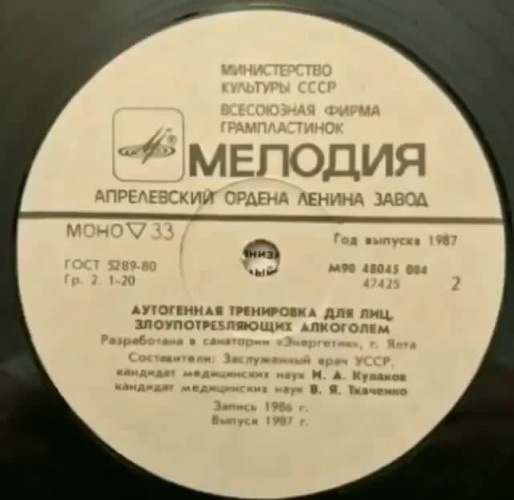 МИНИСТЕРСТВО
КУЛЬТУРЫ СССР
ВСЕСОЮЗНАЯ ФИРМА
ГРАМПЛАСТИНОК
МЕЛОДИЯ
АПРЕЛЕВСКИЙ ОРДЕНА ЛЕНИНА ЗАВОД
МОНО ▽ 33
Год выпуска 1987
ГОСТ 5289-80
Гр. 2. 1-20
М90 48045 004
47425
2
АУТОГЕННАЯ ТРЕНИРОВКА ДЛЯ ЛИЦ,
ЗЛОУПОТРЕБЛЯЮЩИХ АЛКОГОЛЕМ
Разработана в санатории «Энергетик», г. Ялта
Составители: Заслуженный врач УССР,
кандидат медицинских наук И. А. Кулаков
кандидат медицинских наук В. Я. Ткаченко
Запись 1986 г.
Выпуск 1987 г.